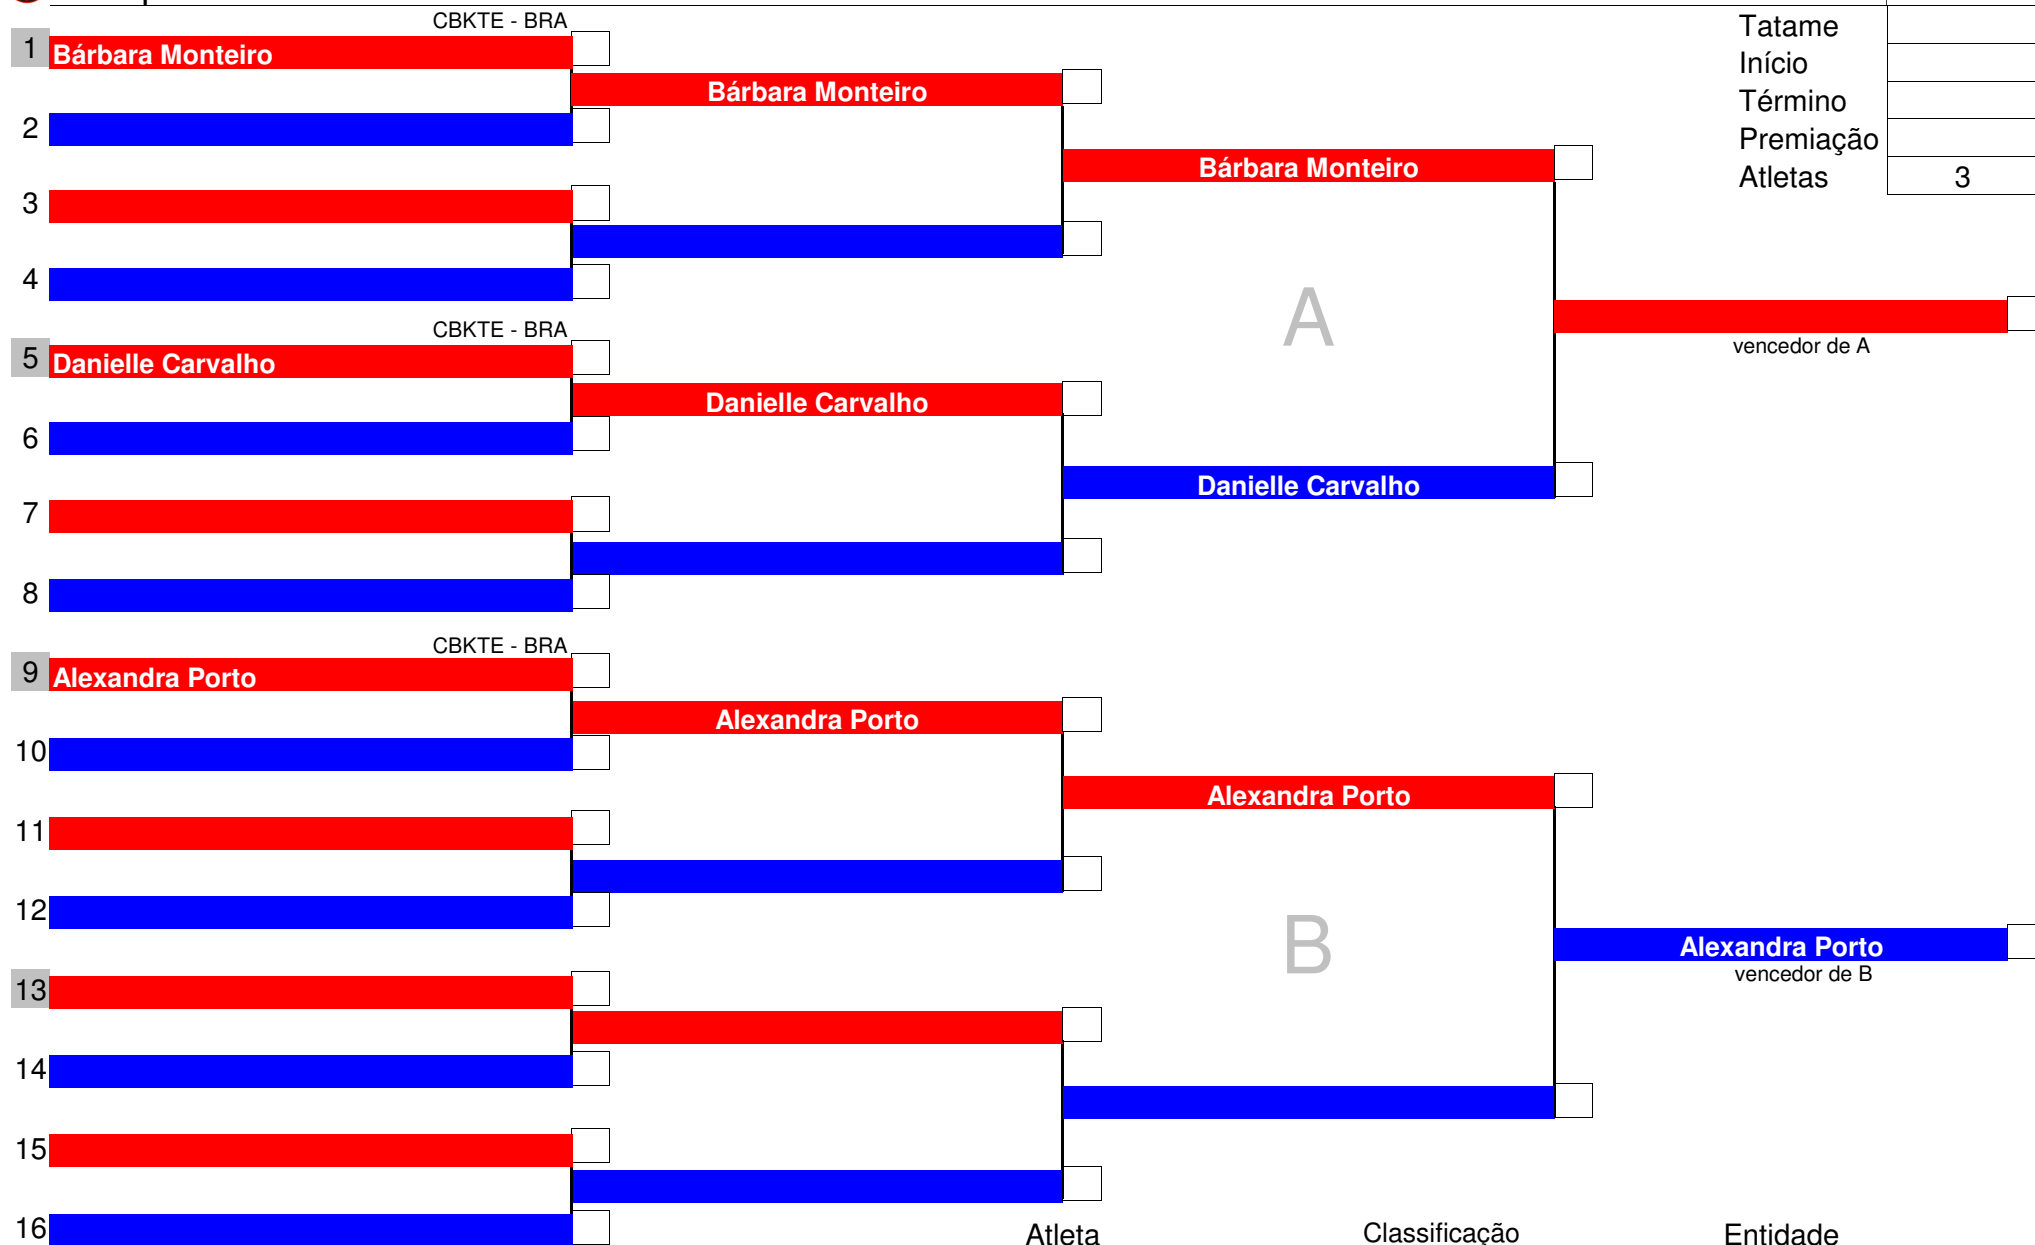 CBKTE - BRA
Tatame
1 Bárbara Monteiro
Início
Bárbara Monteiro
Término
2
Premiação
Bárbara Monteiro
Atletas 3
3
4
A
CBKTE - BRA
vencedor de A
5 Danielle Carvalho
Danielle Carvalho
6
Danielle Carvalho
7
8
CBKTE - BRA
9 Alexandra Porto
Alexandra Porto
10
Alexandra Porto
11
12
B
Alexandra Porto
vencedor de B
13
14
15
16
Atleta Classificação Entidade